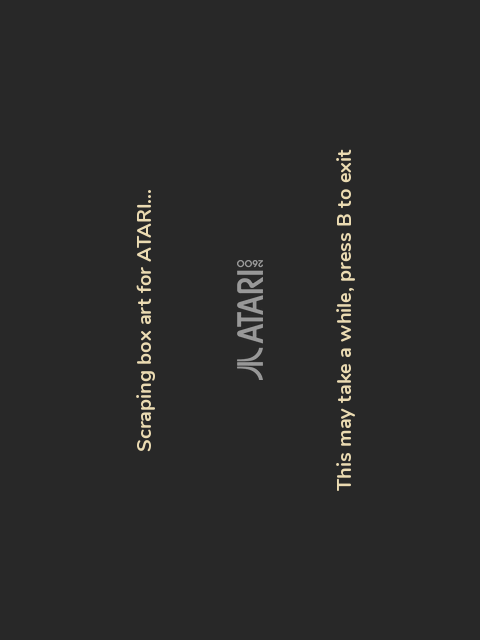 Scraping box art for ATARI...
ATARI 2600
This may take a while, press B to exit